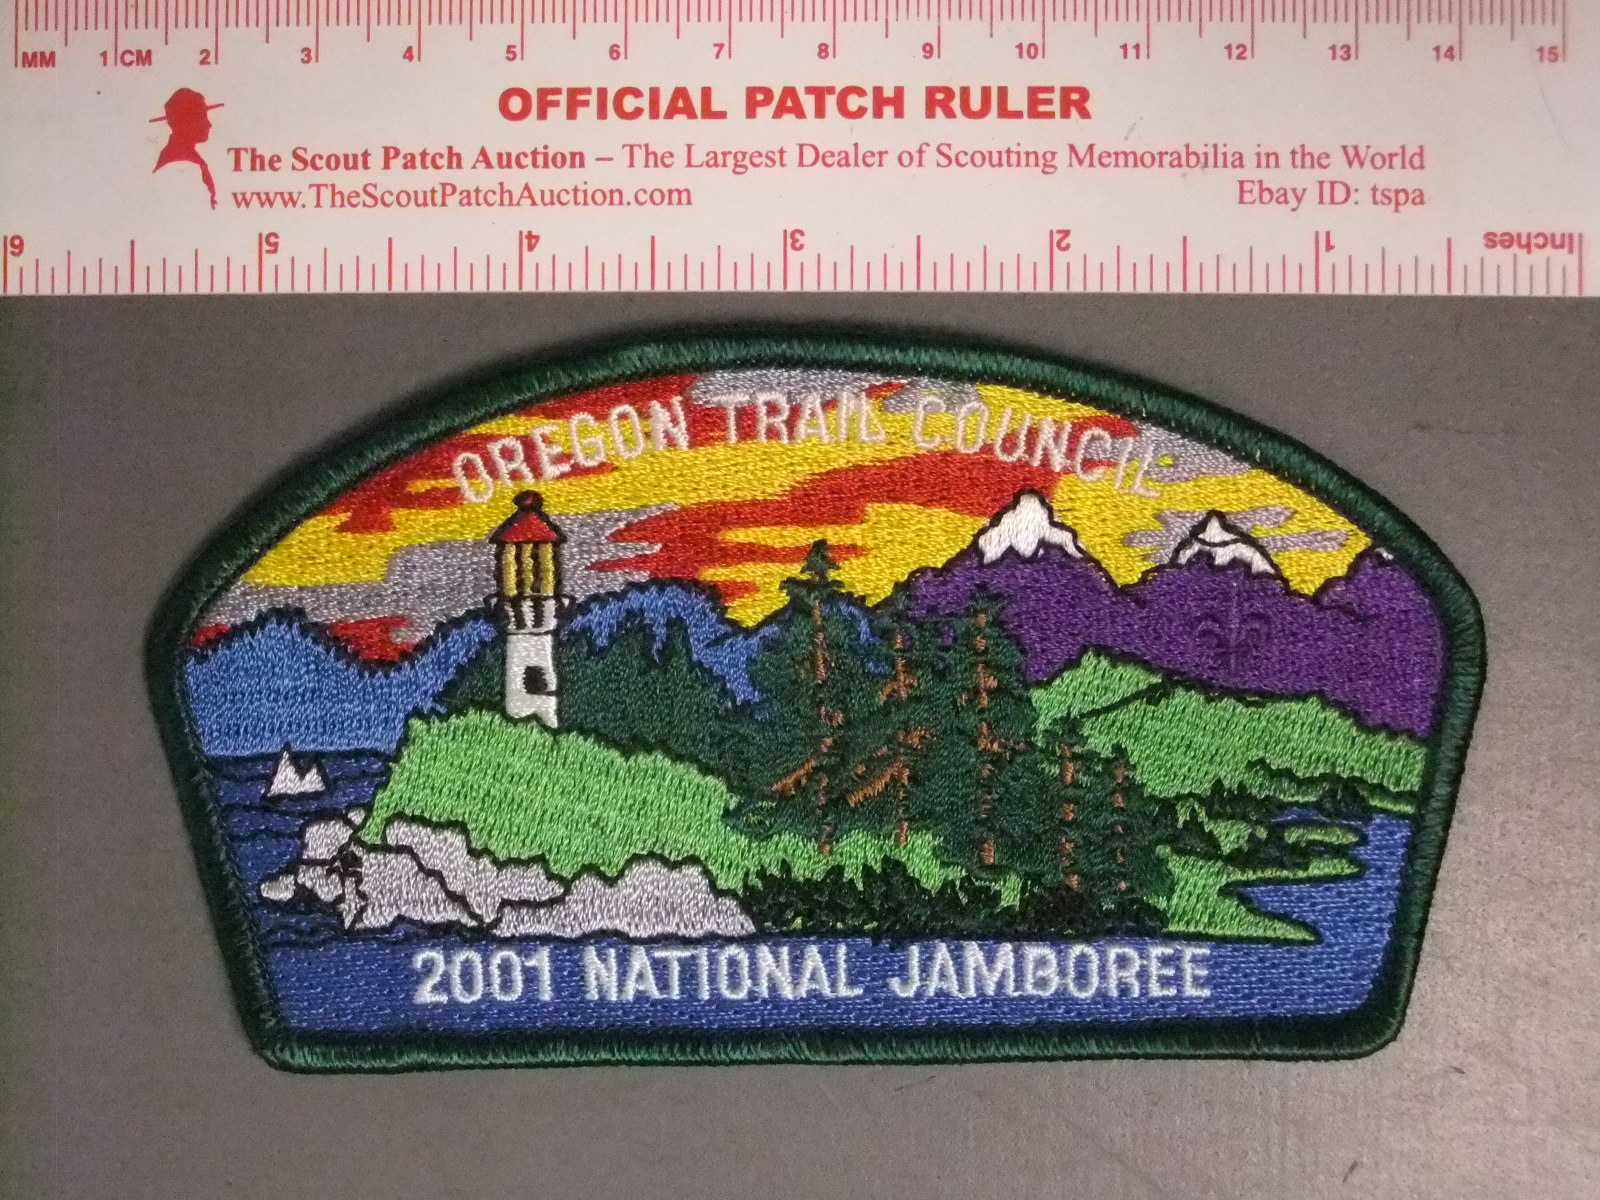 MM 1 CM 2 3 4 5 6 7 8 9 10 11 12 13 14 15
OFFICIAL PATCH RULER
The Scout Patch Auction – The Largest Dealer of Scouting Memorabilia in the World
www.TheScoutPatchAuction.com Ebay ID: tspa
6 5 4 3 2 1 Inches
OREGON TRAIL COUNCIL
2001 NATIONAL JAMBOREE